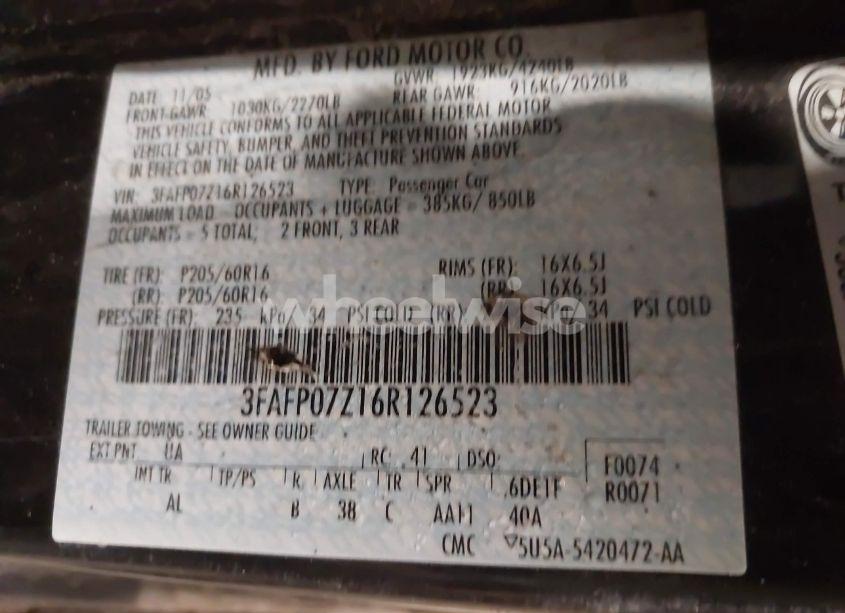 MFD. BY FORD MOTOR CO.
DATE: 11/05 GVWR: 1923KG/4240LB
FRONT GAWR: 1030KG/2270LB REAR GAWR: 916KG/2020LB
THIS VEHICLE CONFORMS TO ALL APPLICABLE FEDERAL MOTOR
VEHICLE SAFETY, BUMPER, AND THEFT PREVENTION STANDARDS
IN EFFECT ON THE DATE OF MANUFACTURE SHOWN ABOVE.
VIN: 3FAFP07Z16R126523 TYPE: Passenger Car
MAXIMUM LOAD = OCCUPANTS + LUGGAGE = 385KG/ 850LB
OCCUPANTS = 5 TOTAL, 2 FRONT, 3 REAR
TIRE (FR): P205/60R16 RIMS (FR): 16X6.5J
(RR): P205/60R16 (RR): 16X6.5J
wheelwise
PRESSURE (FR): 235 kPa/ 34 PSI COLD (RR): kPa/ 34 PSI COLD
3FAFP07Z16R126523
TRAILER TOWING - SEE OWNER GUIDE
EXT PNT UA RC 41 DSO: F0074
INT TR TP/PS R AXLE TR SPR 6DE1F R0071
AL B 38 C AA11 40A
CMC 5U5A-5420472-AA